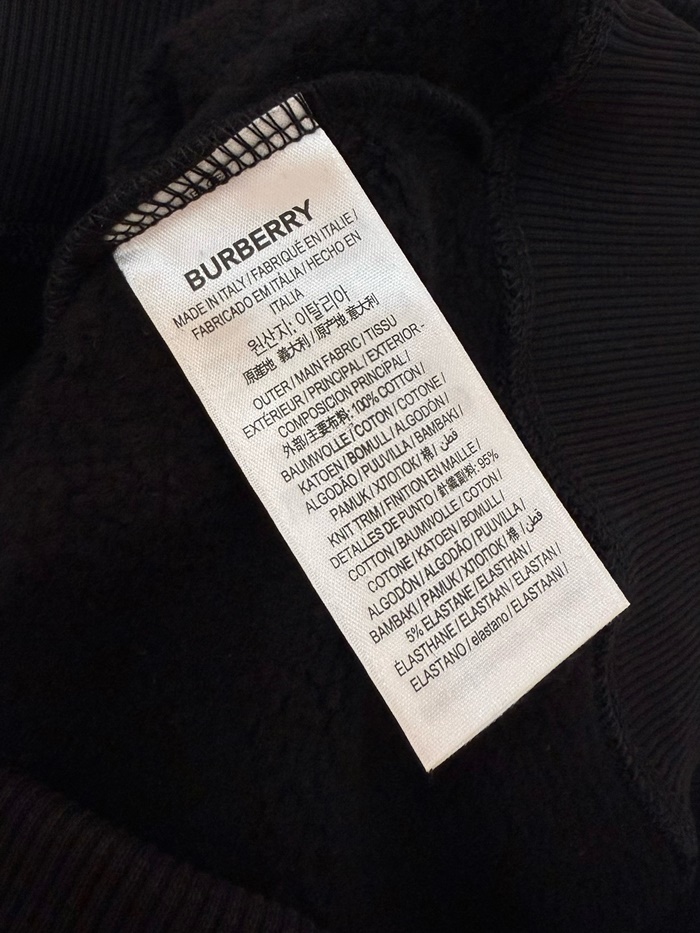 BURBERRY
MADE IN ITALY / FABRIQUÉ EN ITALIE /
FABRICADO EM ITÁLIA / HECHO EN
ITALIA
원산지: 이탈리아
原産地 義大利 / 原产地 意大利
OUTER / MAIN FABRIC / TISSU
EXTÉRIEUR / PRINCIPAL / EXTERIOR -
COMPOSICION PRINCIPAL /
外部/主要布料: 100% COTTON /
BAUMWOLLE / COTON / COTONE /
KATOEN / BOMULL / ALGODÓN /
ALGODÃO / PUUVILLA / BAMBAKI /
PAMUK / ХЛОПОК / 棉 / قطن
KNIT TRIM / FINITION EN MAILLE /
DETALLES DE PUNTO / 針織副料: 95%
COTTON / BAUMWOLLE / COTON /
COTONE / KATOEN / BOMULL /
ALGODÓN / ALGODÃO / PUUVILLA /
BAMBAKI / PAMUK / ХЛОПОК / 棉 / قطن
5% ELASTANE / ELASTHAN /
ÉLASTHANE / ELASTAAN / ELASTAN /
ELASTANO / elastano / ELASTAANI /